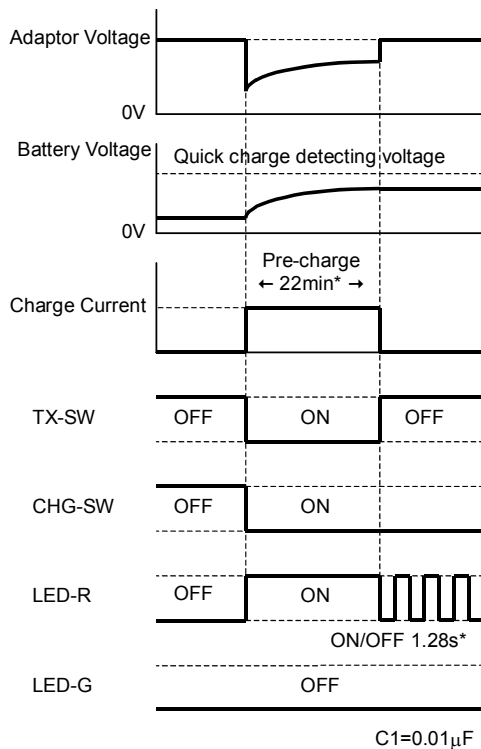 Adaptor Voltage
0V
Battery Voltage
Quick charge detecting voltage
0V
Pre-charge
← 22min* →
Charge Current
TX-SW OFF ON OFF
CHG-SW OFF ON
LED-R OFF ON
ON/OFF 1.28s*
LED-G OFF
C1=0.01μF